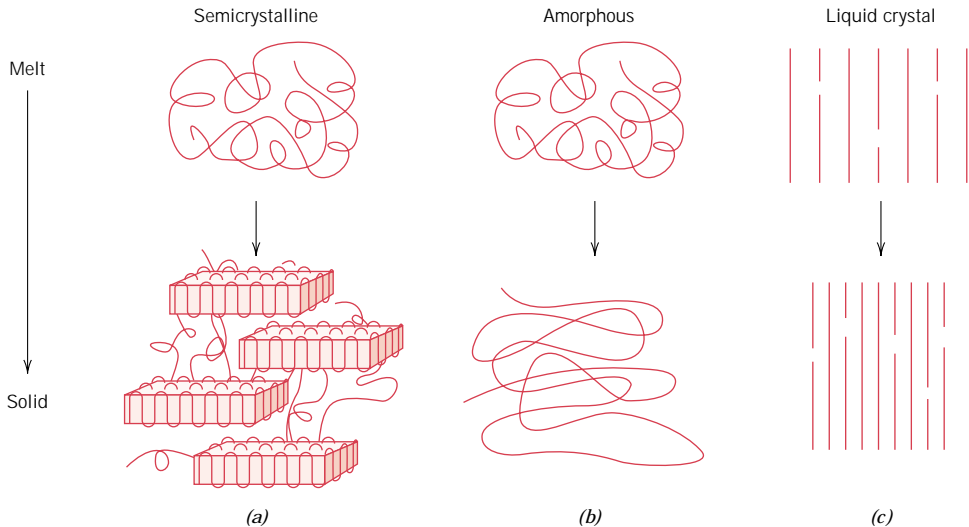 Semicrystalline
Amorphous
Liquid crystal
Melt
Solid
(a)
(b)
(c)